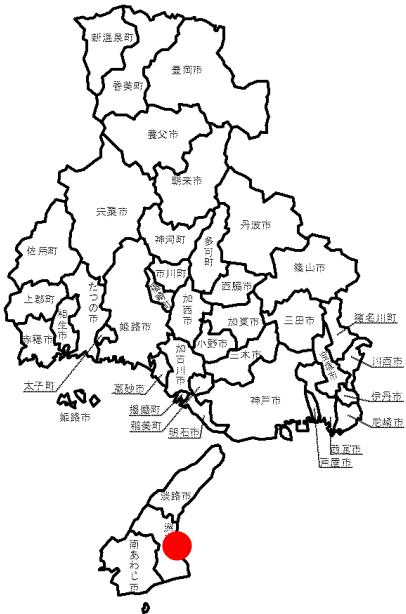 新温泉町
香美町
豊岡市
養父市
朝来市
宍粟市
丹波市
神河町
多可町
佐用町
市川町
篠山市
西脇市
上郡町
たつの市
相生市
加西市
姫路市
加東市
三田市
猪名川町
赤穂市
小野市
三木市
加古川市
川西市
太子町
高砂市
神戸市
伊丹市
姫路市
播磨町
尼崎市
稲美町
明石市
西宮市
芦屋市
淡路市
南あわじ市